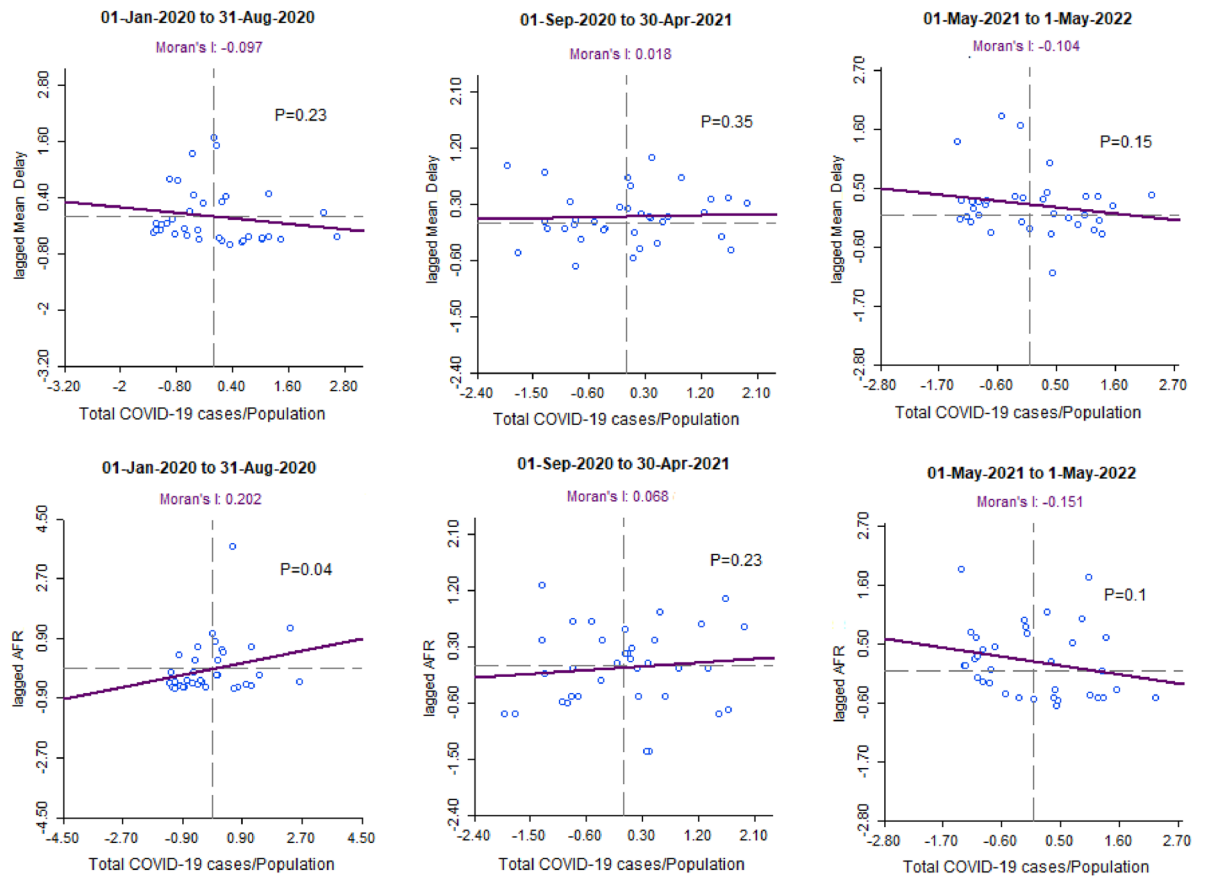 01-Jan-2020 to 31-Aug-2020
Moran's I: -0.097
P=0.23
lagged Mean Delay
2.80
1.60
0.40
-0.80
-2
-3.20
-3.20 -2 -0.80 0.40 1.60 2.80
Total COVID-19 cases/Population
01-Sep-2020 to 30-Apr-2021
Moran's I: 0.018
P=0.35
lagged Mean Delay
2.10
1.20
0.30
-0.60
-1.50
-2.40
-2.40 -1.50 -0.60 0.30 1.20 2.10
Total COVID-19 cases/Population
01-May-2021 to 1-May-2022
Moran's I: -0.104
P=0.15
lagged Mean Delay
2.70
1.60
0.50
-0.60
-1.70
-2.80
-2.80 -1.70 -0.60 0.50 1.60 2.70
Total COVID-19 cases/Population
01-Jan-2020 to 31-Aug-2020
Moran's I: 0.202
P=0.04
lagged AFR
4.50
2.70
0.90
-0.90
-2.70
-4.50
-4.50 -2.70 -0.90 0.90 2.70 4.50
Total COVID-19 cases/Population
01-Sep-2020 to 30-Apr-2021
Moran's I: 0.068
P=0.23
lagged AFR
2.10
1.20
0.30
-0.60
-1.50
-2.40
-2.40 -1.50 -0.60 0.30 1.20 2.10
Total COVID-19 cases/Population
01-May-2021 to 1-May-2022
Moran's I: -0.151
P=0.1
lagged AFR
2.70
1.60
0.50
-0.60
-1.70
-2.80
-2.80 -1.70 -0.60 0.50 1.60 2.70
Total COVID-19 cases/Population